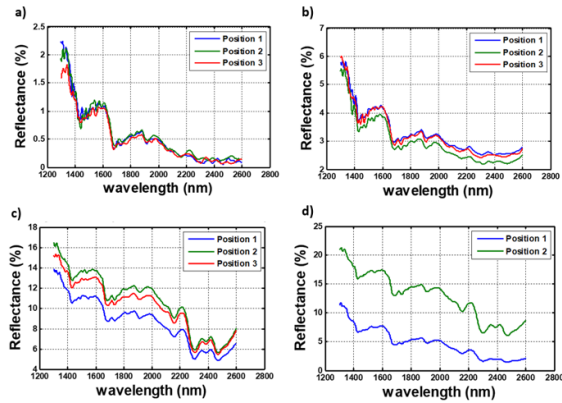 a)
2.5
2
1.5
1
0.5
0
Reflectance (%)
1200 1400 1600 1800 2000 2200 2400 2600 2800
wavelength (nm)
Position 1
Position 2
Position 3
b)
7
6
5
4
3
2
Reflectance (%)
1200 1400 1600 1800 2000 2200 2400 2600 2800
wavelength (nm)
Position 1
Position 2
Position 3
c)
18
16
14
12
10
8
6
4
Reflectance (%)
1200 1400 1600 1800 2000 2200 2400 2600 2800
wavelength (nm)
Position 1
Position 2
Position 3
d)
25
20
15
10
5
0
Reflectance (%)
1200 1400 1600 1800 2000 2200 2400 2600 2800
wavelength (nm)
Position 1
Position 2